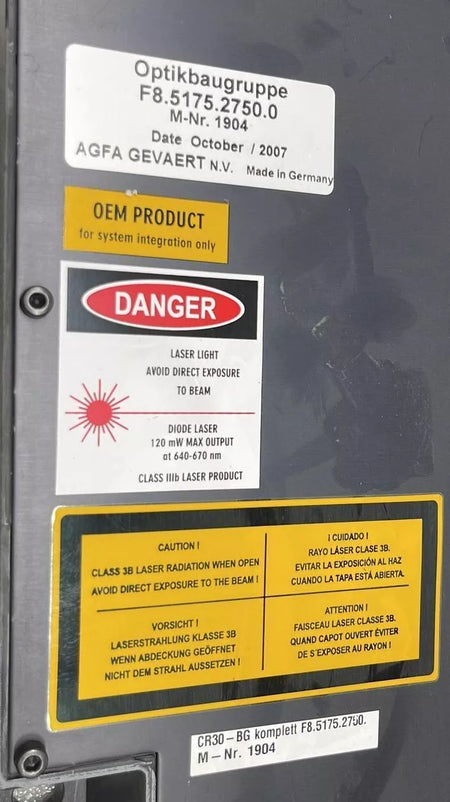 Optikbaugruppe
F8.5175.2750.0
M-Nr. 1904
Date October / 2007
AGFA GEVAERT N.V. Made in Germany
OEM PRODUCT
for system integration only
DANGER
LASER LIGHT
AVOID DIRECT EXPOSURE
TO BEAM
DIODE LASER
120 mW MAX OUTPUT
at 640-670 nm
CLASS IIIb LASER PRODUCT
CAUTION !
CLASS 3B LASER RADIATION WHEN OPEN
AVOID DIRECT EXPOSURE TO THE BEAM !
¡ CUIDADO !
RAYO LÁSER CLASE 3B.
EVITAR LA EXPOSICIÓN AL HAZ
CUANDO LA TAPA ESTÁ ABIERTA.
VORSICHT !
LASERSTRAHLUNG KLASSE 3B
WENN ABDECKUNG GEÖFFNET
NICHT DEM STRAHL AUSSETZEN !
ATTENTION !
FAISCEAU LASER CLASSE 3B.
QUAND CAPOT OUVERT ÉVITER
DE S'EXPOSER AU RAYON !
CR30-BG komplett F8.5175.2750.
M-Nr. 1904